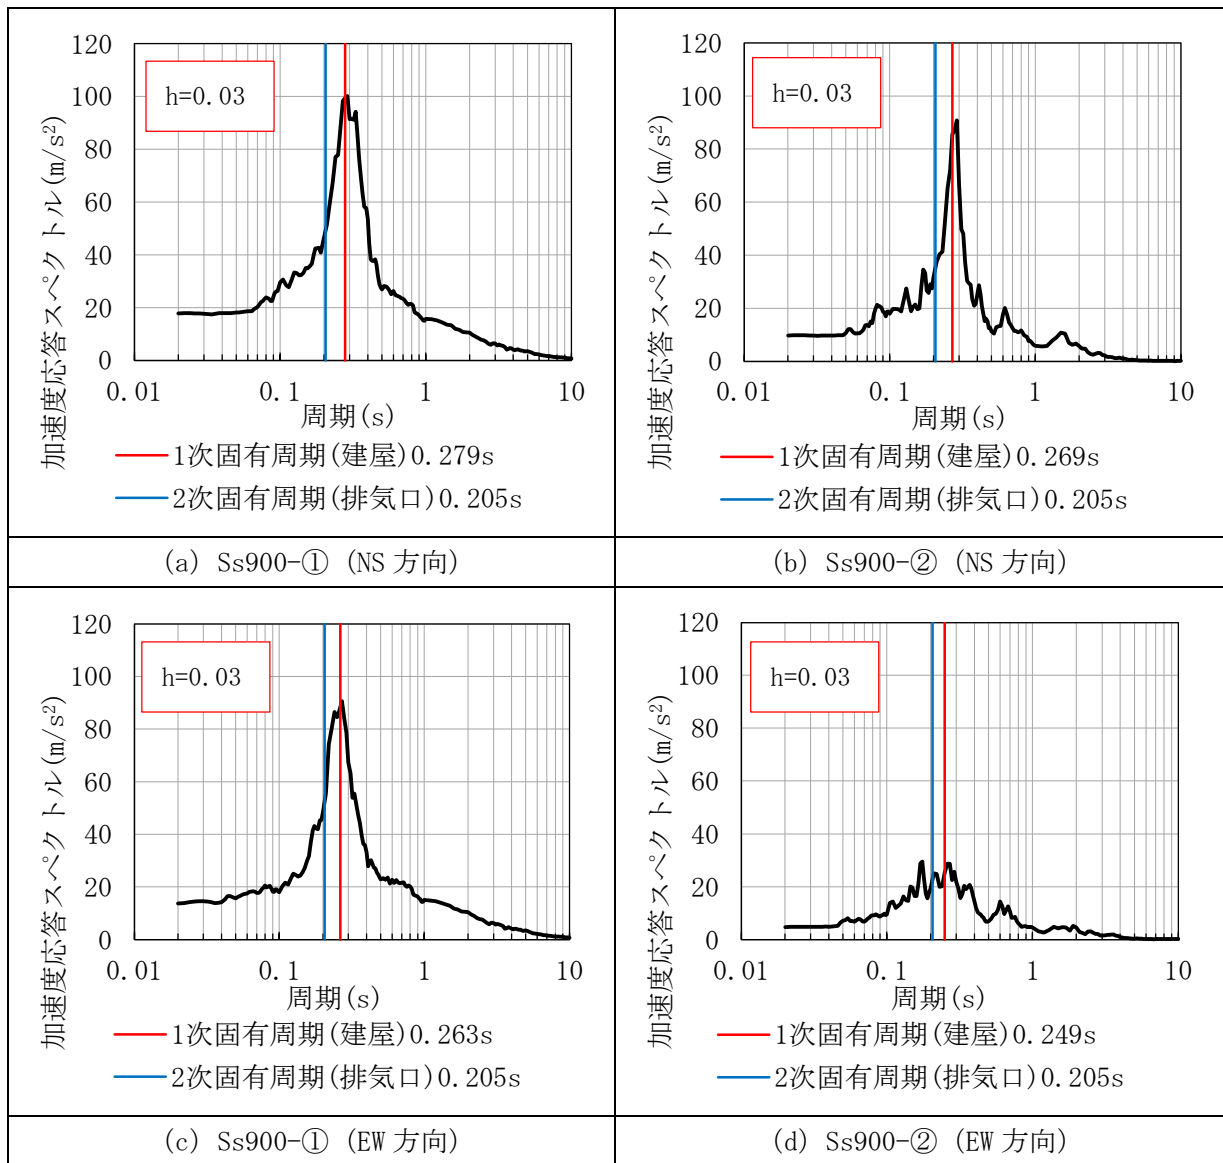 120
100
80
60
40
20
0
加速度応答スペクトル(m/s²)
h=0.03
0.01 0.1 1 10
周期(s)
1次固有周期(建屋)0.279s
2次固有周期(排気口)0.205s
(a) Ss900-① (NS 方向)
120
100
80
60
40
20
0
加速度応答スペクトル(m/s²)
h=0.03
0.01 0.1 1 10
周期(s)
1次固有周期(建屋)0.269s
2次固有周期(排気口)0.205s
(b) Ss900-② (NS 方向)
120
100
80
60
40
20
0
加速度応答スペクトル(m/s²)
h=0.03
0.01 0.1 1 10
周期(s)
1次固有周期(建屋)0.263s
2次固有周期(排気口)0.205s
(c) Ss900-① (EW 方向)
120
100
80
60
40
20
0
加速度応答スペクトル(m/s²)
h=0.03
0.01 0.1 1 10
周期(s)
1次固有周期(建屋)0.249s
2次固有周期(排気口)0.205s
(d) Ss900-② (EW 方向)